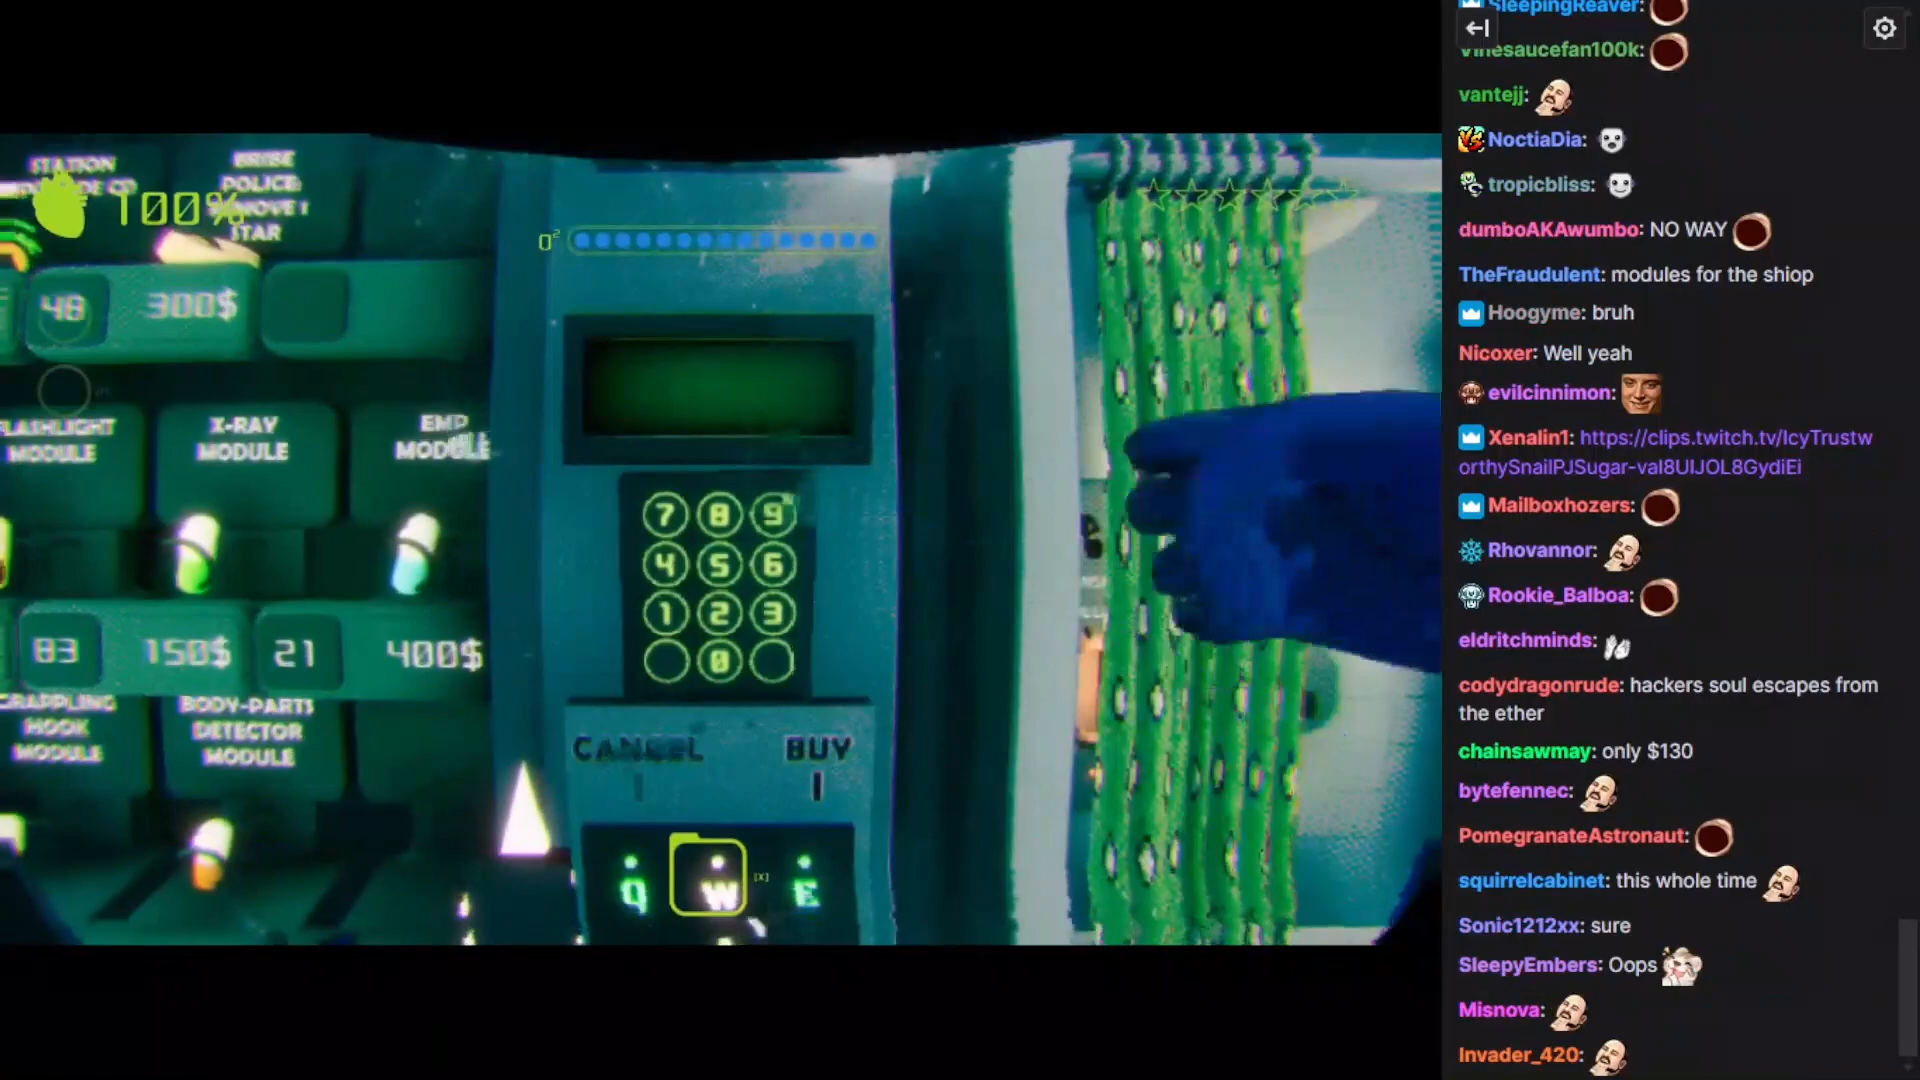 STATION
BRIBE
POLICE:
STAR
100%
O²
48
300$
X-RAY
MODULE
EMP
MODULE
FLASHLIGHT
MODULE
7 8 9
4 5 6
1 2 3
0
83
150$
21
400$
GRAPPLING
HOOK
MODULE
BODY-PARTS
DETECTOR
MODULE
CANCEL
BUY
Q W E
[X]
SleepingReaver:
Vinesaucefan100k:
vantejj:
NoctiaDia:
tropicbliss:
dumboAKAwumbo: NO WAY
TheFraudulent: modules for the shiop
Hoogyme: bruh
Nicoxer: Well yeah
evilcinnimon:
Xenalin1: https://clips.twitch.tv/IcyTrustw
orthySnailPJSugar-val8UIJOL8GydiEi
Mailboxhozers:
Rhovannor:
Rookie_Balboa:
eldritchminds:
codydragonrude: hackers soul escapes from
the ether
chainsawmay: only $130
bytefennec:
PomegranateAstronaut:
squirrelcabinet: this whole time
Sonic1212xx: sure
SleepyEmbers: Oops
Misnova:
Invader_420: